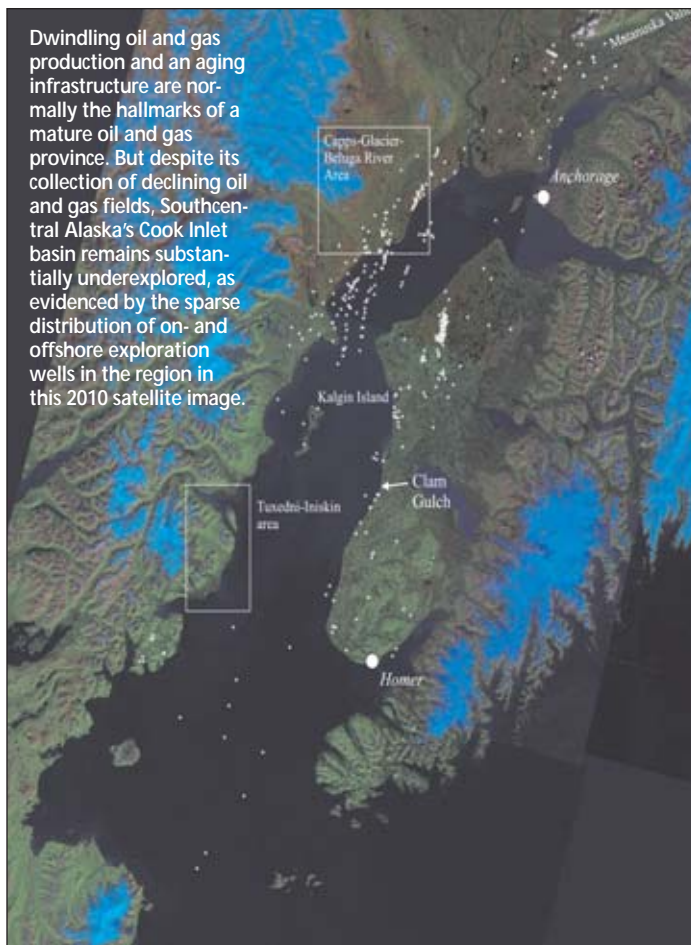 Dwindling oil and gas
production and an aging
infrastructure are nor-
mally the hallmarks of a
mature oil and gas
province. But despite its
collection of declining oil
and gas fields, Southcen-
tral Alaska's Cook Inlet
basin remains substan-
tially underexplored, as
evidenced by the sparse
distribution of on- and
offshore exploration
wells in the region in
this 2010 satellite image.
Matanuska
Capps-Glacier-
Beluga River
Area
Anchorage
Kalgin Island
Clam
Gulch
Tuxedni-Iniskin
area
Homer